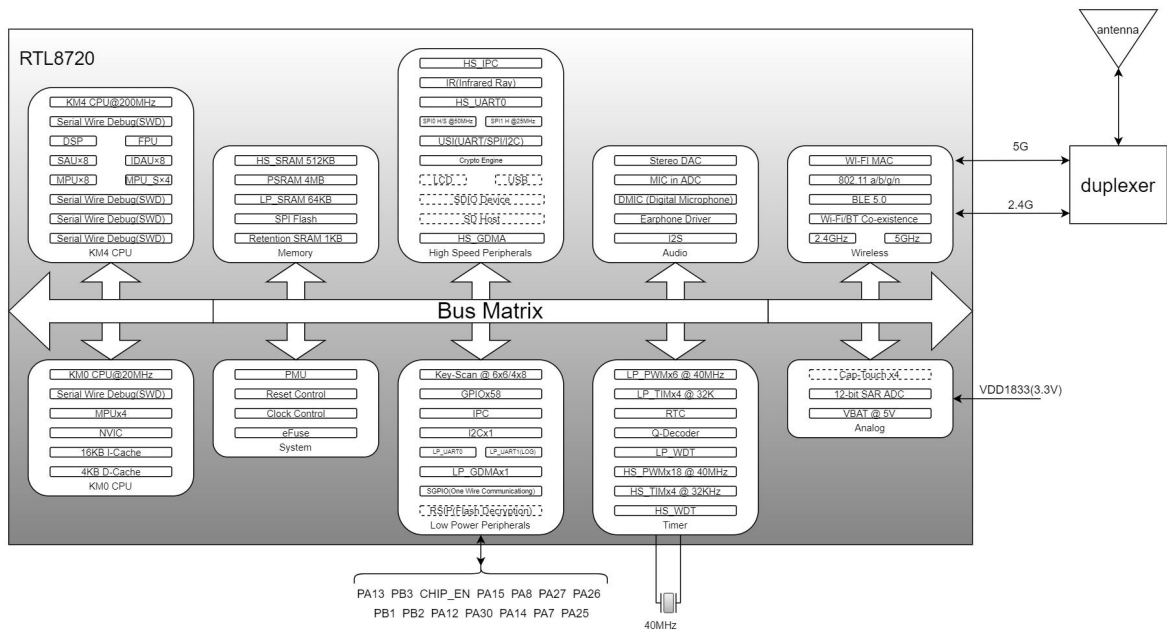 antenna
RTL8720
HS_IPC
IR(Infrared Ray)
HS_UART0
SPI0 H/S @50MHz SPI1 H @25MHz
USI(UART/SPI/I2C)
Crypto Engine
LCD USB
SDIO Device
SD Host
HS_GDMA
High Speed Peripherals
KM4 CPU@200MHz
Serial Wire Debug(SWD)
DSP FPU
SAU×8 IDAU×8
MPU×8 MPU_S×4
Serial Wire Debug(SWD)
Serial Wire Debug(SWD)
Serial Wire Debug(SWD)
KM4 CPU
HS_SRAM 512KB
PSRAM 4MB
LP_SRAM 64KB
SPI Flash
Retention SRAM 1KB
Memory
Stereo DAC
MIC in ADC
DMIC (Digital Microphone)
Earphone Driver
I2S
Audio
WI-FI MAC
802.11 a/b/g/n
BLE 5.0
Wi-Fi/BT Co-existence
2.4GHz 5GHz
Wireless
5G
2.4G
duplexer
Bus Matrix
KM0 CPU@20MHz
Serial Wire Debug(SWD)
MPUx4
NVIC
16KB I-Cache
4KB D-Cache
KM0 CPU
PMU
Reset Control
Clock Control
eFuse
System
Key-Scan @ 6x6/4x8
GPIOx58
IPC
I2Cx1
LP_UART0 LP_UART1(LOG)
LP_GDMAx1
SGPIO(One Wire Communicationg)
RSIP(Flash Decryption)
Low Power Peripherals
LP_PWMx6 @ 40MHz
LP_TIMx4 @ 32K
RTC
Q-Decoder
LP_WDT
HS_PWMx18 @ 40MHz
HS_TIMx4 @ 32KHz
HS_WDT
Timer
Cap-Touch x4
12-bit SAR ADC
VBAT @ 5V
Analog
VDD1833(3.3V)
PA13 PB3 CHIP_EN PA15 PA8 PA27 PA26
PB1 PB2 PA12 PA30 PA14 PA7 PA25
40MHz